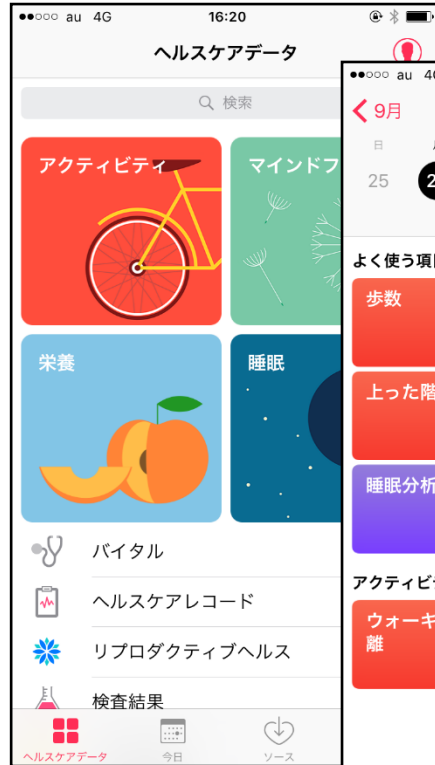 ●●○○○ au 4G 16:20
ヘルスケアデータ
検索
アクティビティ
マインドフ
栄養
睡眠
バイタル
ヘルスケアレコード
リプロダクティブヘルス
検査結果
ヘルスケアデータ
今日
ソース
●●○○○ au
9月
日
25
よく使う項
歩数
上った階
睡眠分析
アクティビ
ウォーキ
離